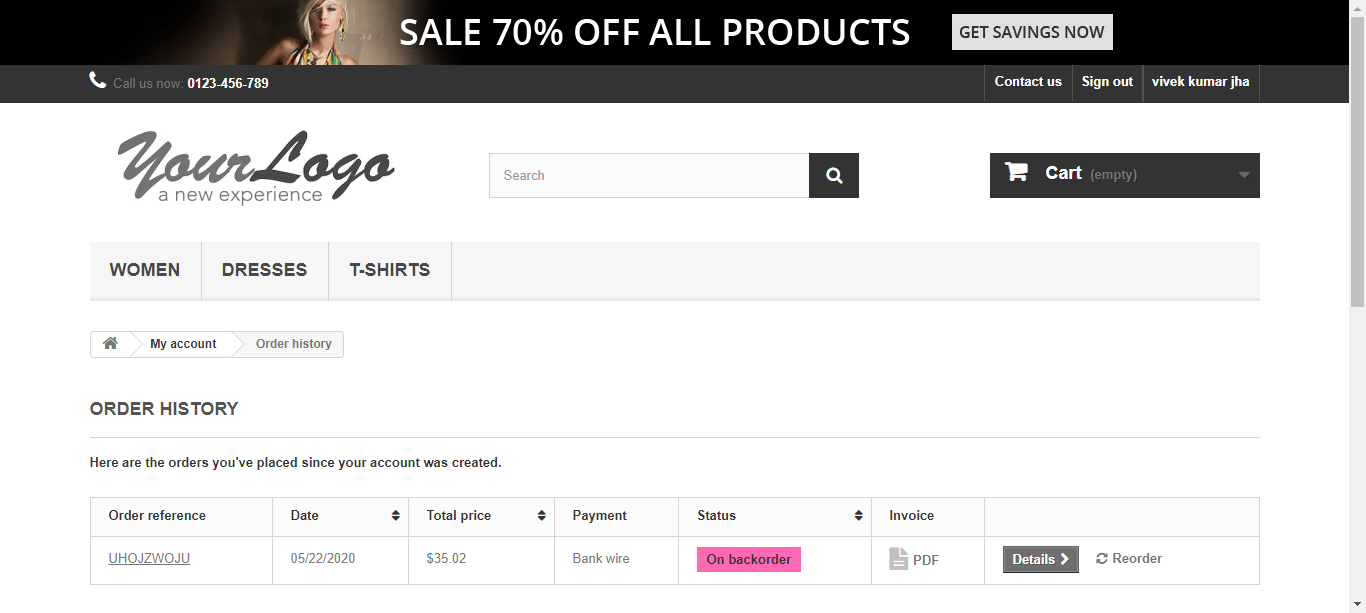 SALE 70% OFF ALL PRODUCTS GET SAVINGS NOW
Call us now: 0123-456-789 Contact us Sign out vivek kumar jha
YourLogo
a new experience
Search Cart (empty)
WOMEN DRESSES T-SHIRTS
My account Order history
ORDER HISTORY
Here are the orders you've placed since your account was created.
Order reference Date Total price Payment Status Invoice
UHOJZWOJU 05/22/2020 $35.02 Bank wire On backorder PDF Details Reorder